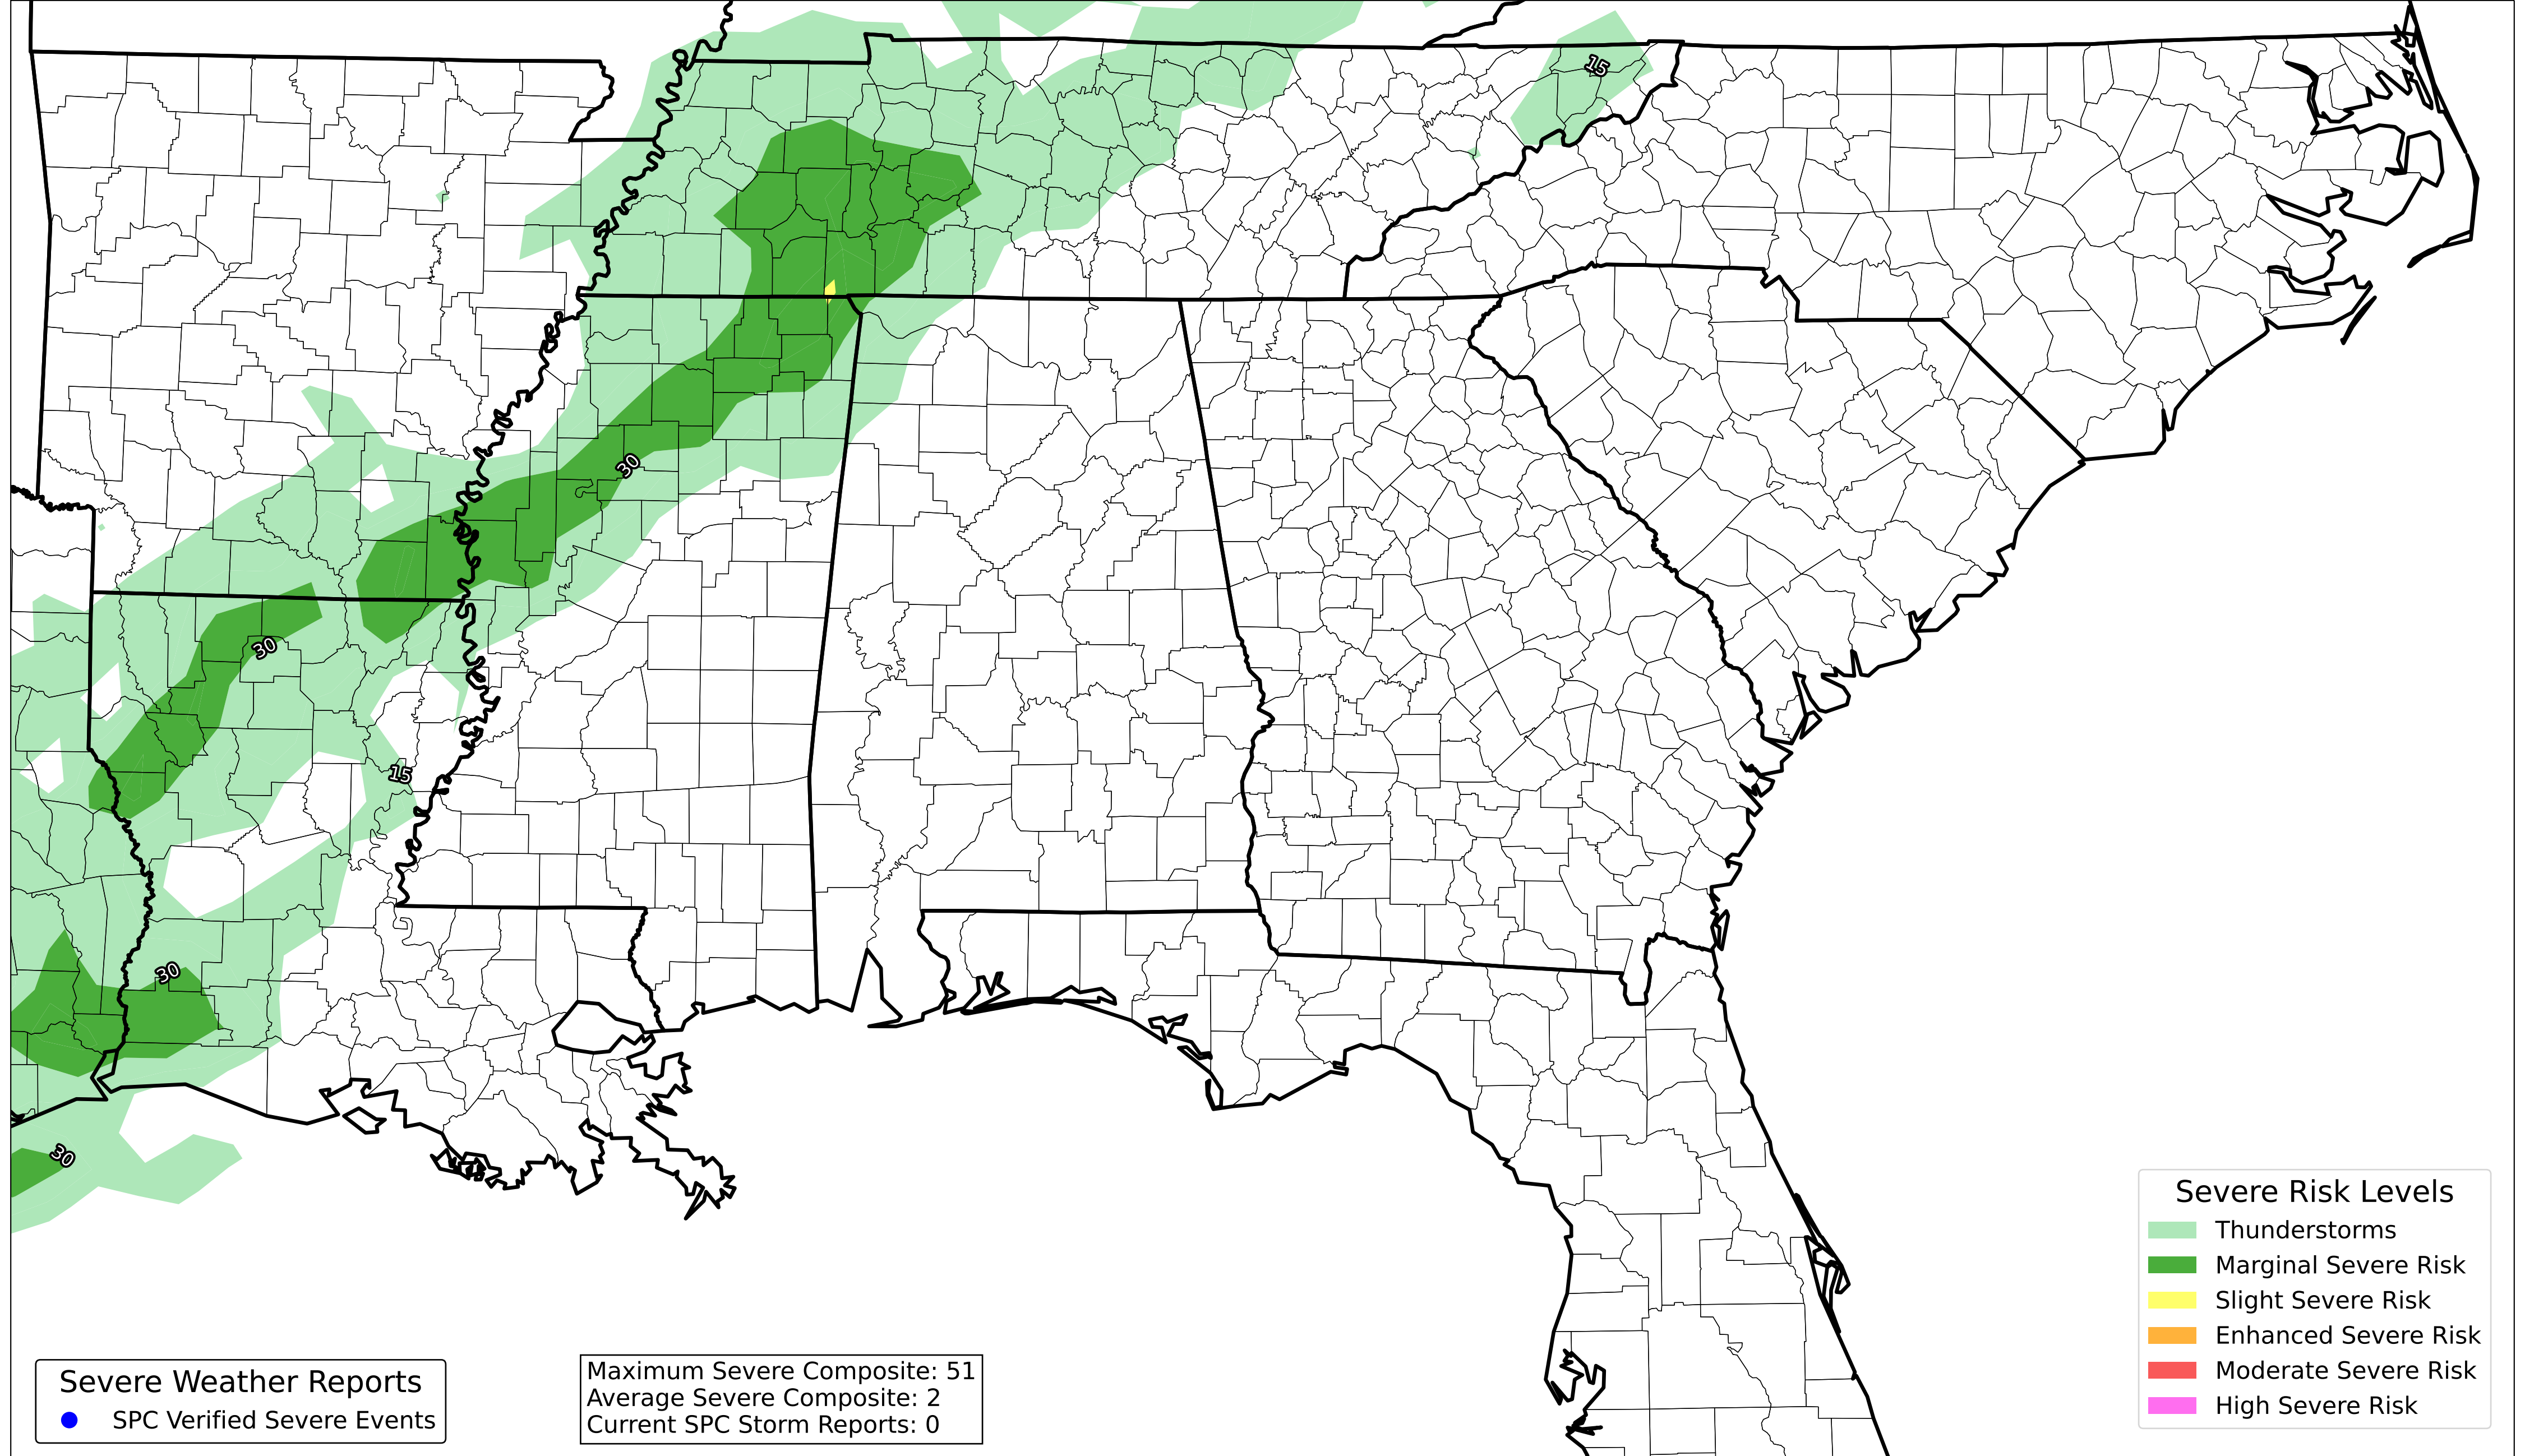 15
30
30
15
30
30
Severe Risk Levels
Thunderstorms
Marginal Severe Risk
Slight Severe Risk
Enhanced Severe Risk
Moderate Severe Risk
High Severe Risk
Severe Weather Reports
SPC Verified Severe Events
Maximum Severe Composite: 51
Average Severe Composite: 2
Current SPC Storm Reports: 0